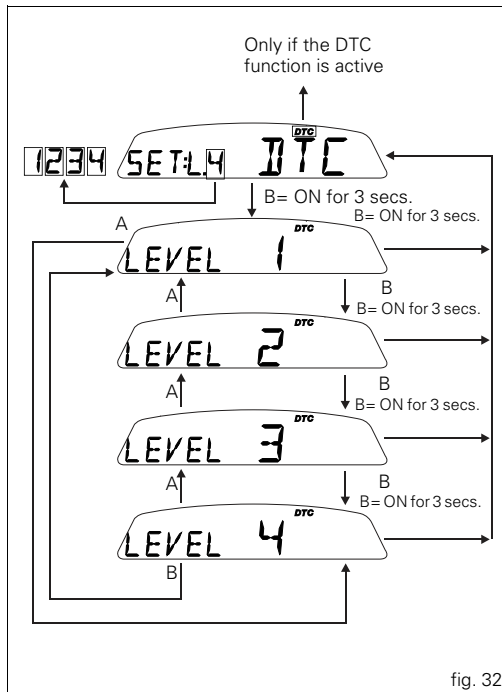 Only if the DTC
function is active
DTC
1234 SET:L.4 DTC
B= ON for 3 secs.
B= ON for 3 secs.
A
DTC
LEVEL 1
A
B
B= ON for 3 secs.
DTC
LEVEL 2
A
B
B= ON for 3 secs.
DTC
LEVEL 3
A
B
B= ON for 3 secs.
DTC
LEVEL 4
B
fig. 32